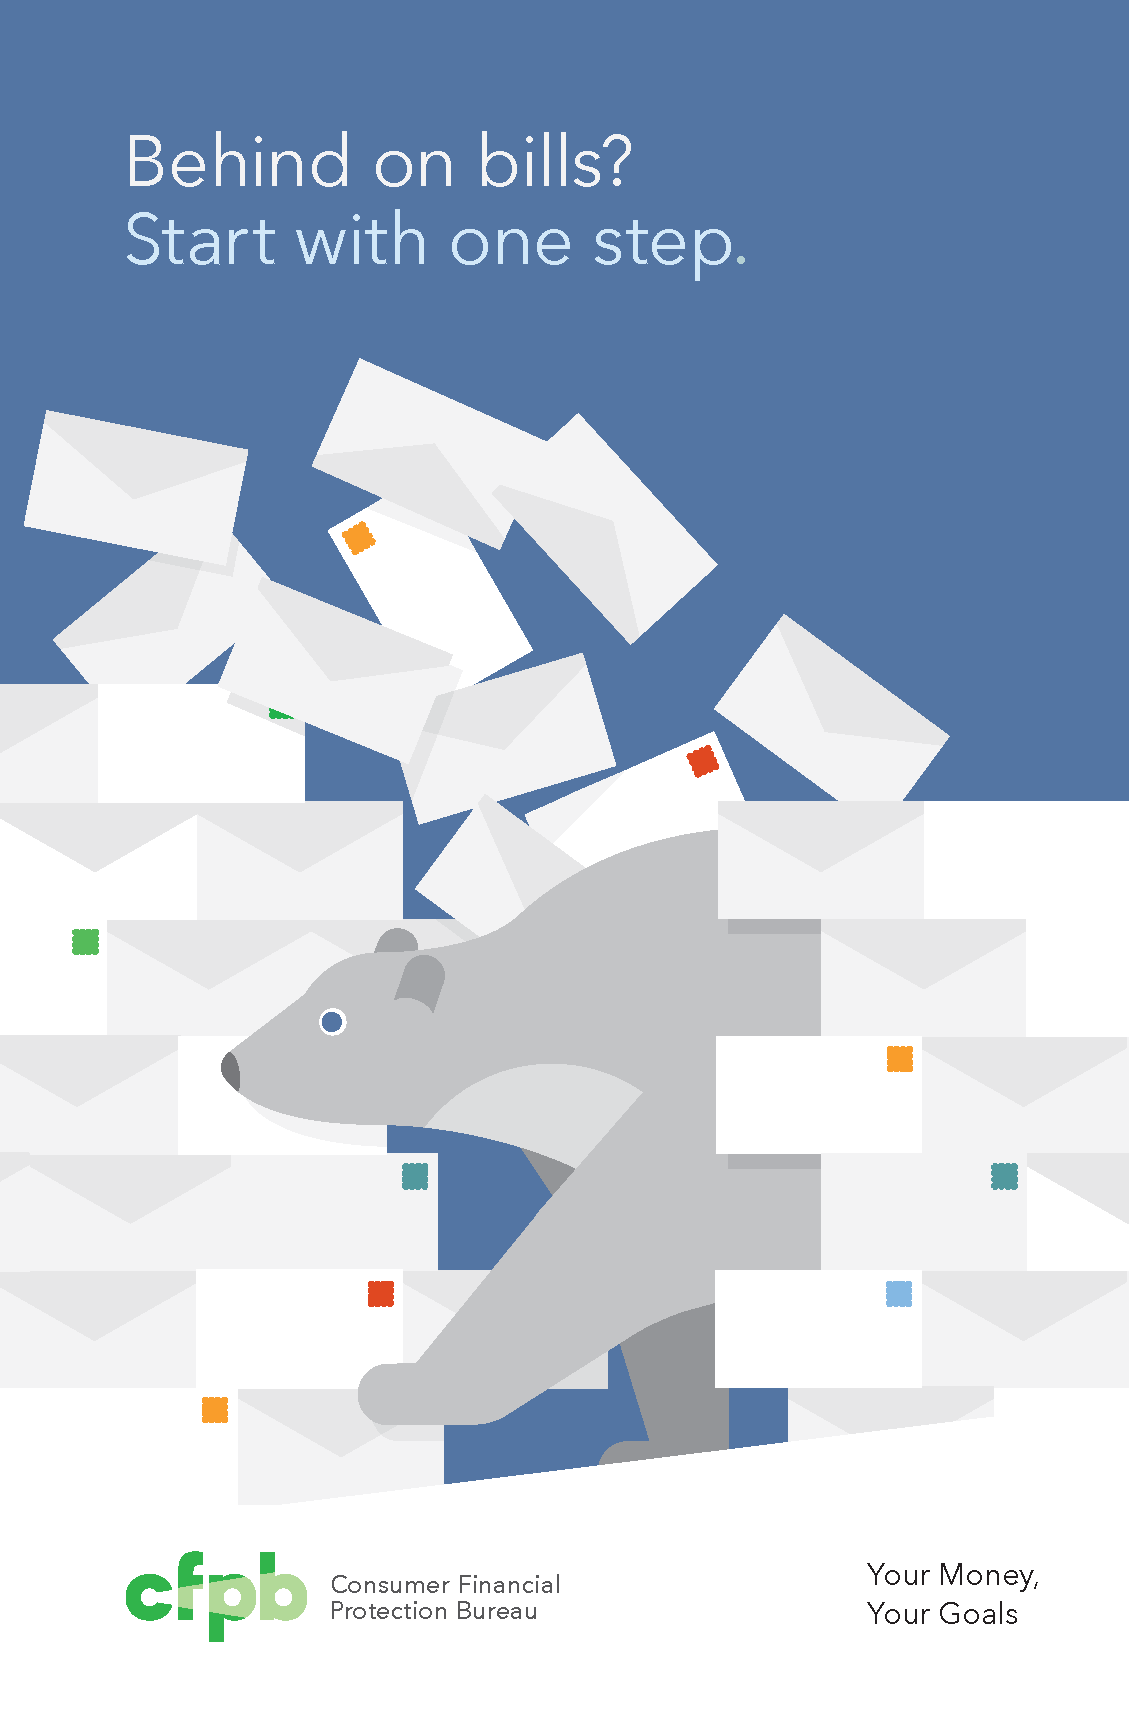 Behind on bills?
Start with one step.
cfpb
Consumer Financial
Protection Bureau
Your Money,
Your Goals